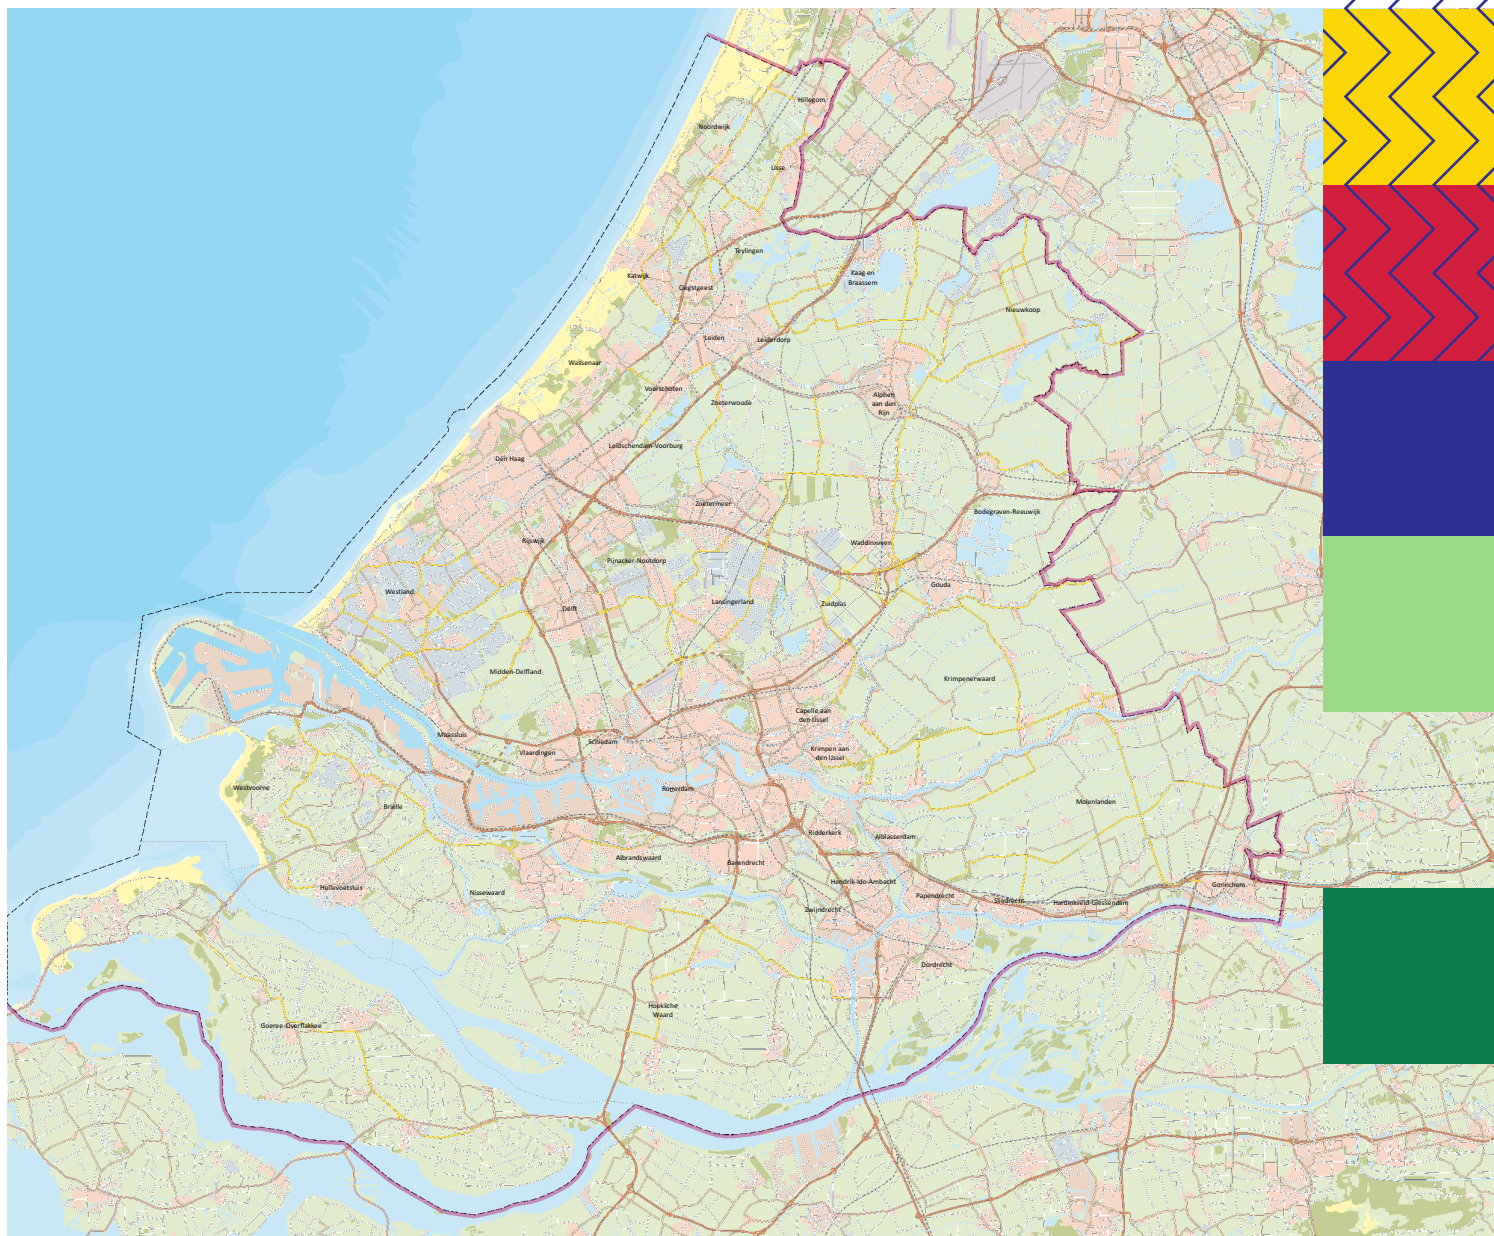 Hillegom
Noordwijk
Lisse
Teylingen
Katwijk
Kaag en
Braassem
Oegstgeest
Nieuwkoop
Leiden
Leiderdorp
Wassenaar
Voorschoten
Zoeterwoude
Alphen
aan den
Rijn
Leidschendam-Voorburg
Den Haag
Zoetermeer
Bodegraven-Reeuwijk
Rijswijk
Waddinxveen
Pijnacker-Nootdorp
Gouda
Westland
Lansingerland
Zuidplas
Delft
Midden-Delfland
Krimpenerwaard
Capelle aan
den IJssel
Maassluis
Schiedam
Vlaardingen
Krimpen aan
den IJssel
Westvoorne
Rotterdam
Molenlanden
Brielle
Ridderkerk
Alblasserdam
Albrandswaard
Barendrecht
Hendrik-Ido-Ambacht
Gorinchem
Hellevoetsluis
Nissewaard
Papendrecht
Sliedrecht
Hardinxveld-Giessendam
Zwijndrecht
Dordrecht
Hoeksche
Waard
Goeree-Overflakkee